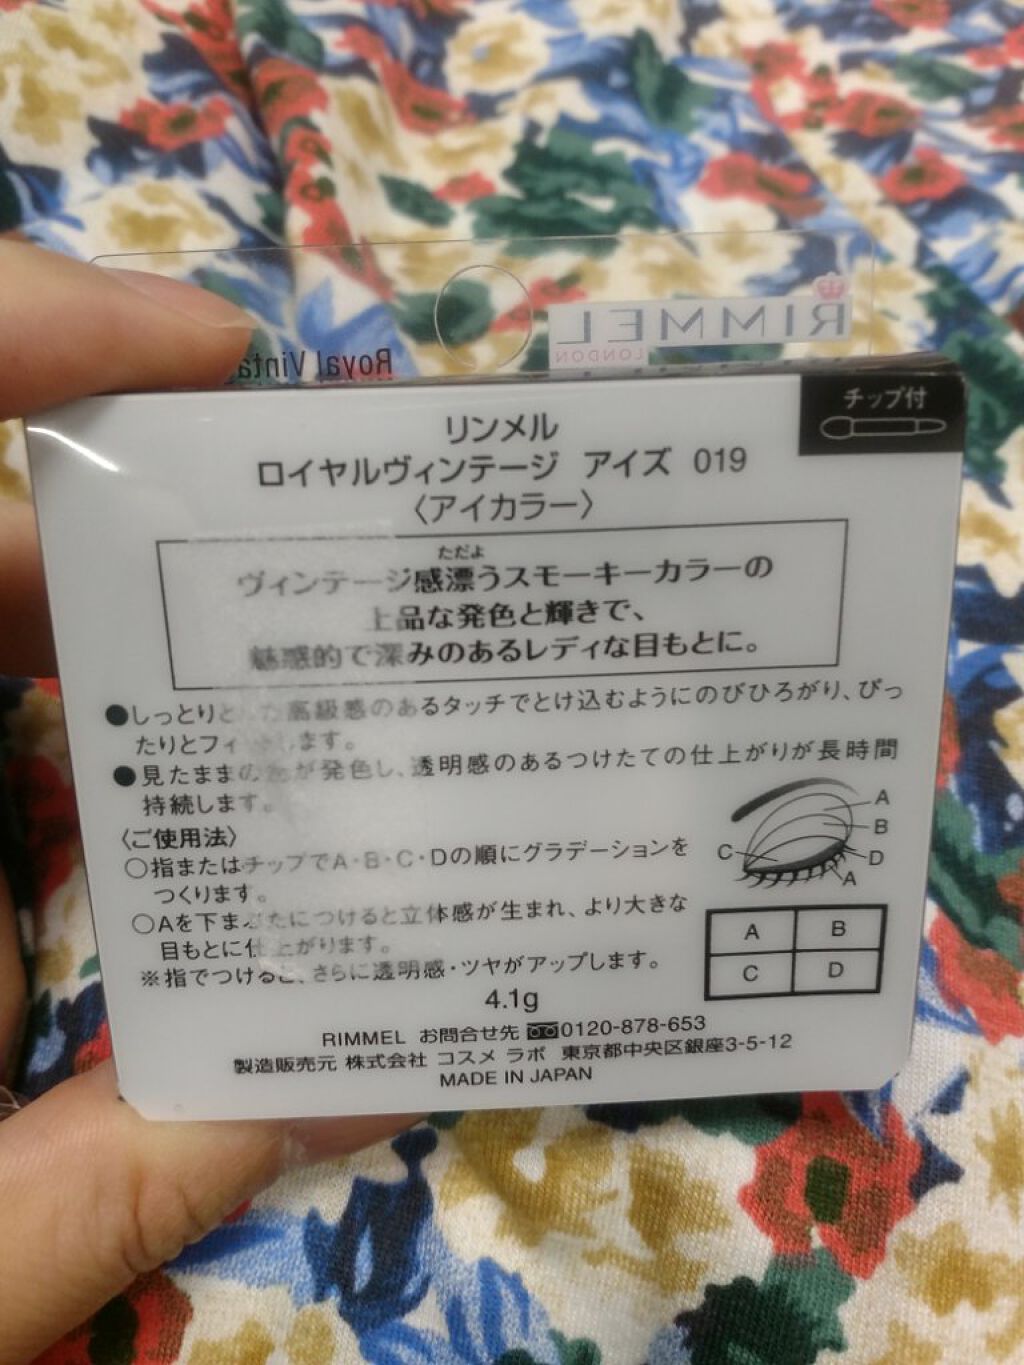 RIMMEL
LONDON
Royal Vinta
チップ付
リンメル
ロイヤルヴィンテージ アイズ 019
〈アイカラー〉
ただよ
ヴィンテージ感漂うスモーキーカラーの
上品な発色と輝きで、
魅惑的で深みのあるレディな目もとに。
●しっとりと 高級感のあるタッチでとけ込むようにのびひろがり、ぴっ
たりとフィ します。
●見たままの色が発色し、透明感のあるつけたての仕上がりが長時間
持続します。
〈ご使用法〉
○指またはチップでA・B・C・Dの順にグラデーションを
つくります。
○Aを下まぶたにつけると立体感が生まれ、より大きな
目もとに仕上がります。
※指でつけると、さらに透明感・ツヤがアップします。
A
B
C
D
A
A B
C D
4.1g
RIMMEL お問合せ先 0120-878-653
製造販売元 株式会社 コスメ ラボ 東京都中央区銀座3-5-12
MADE IN JAPAN